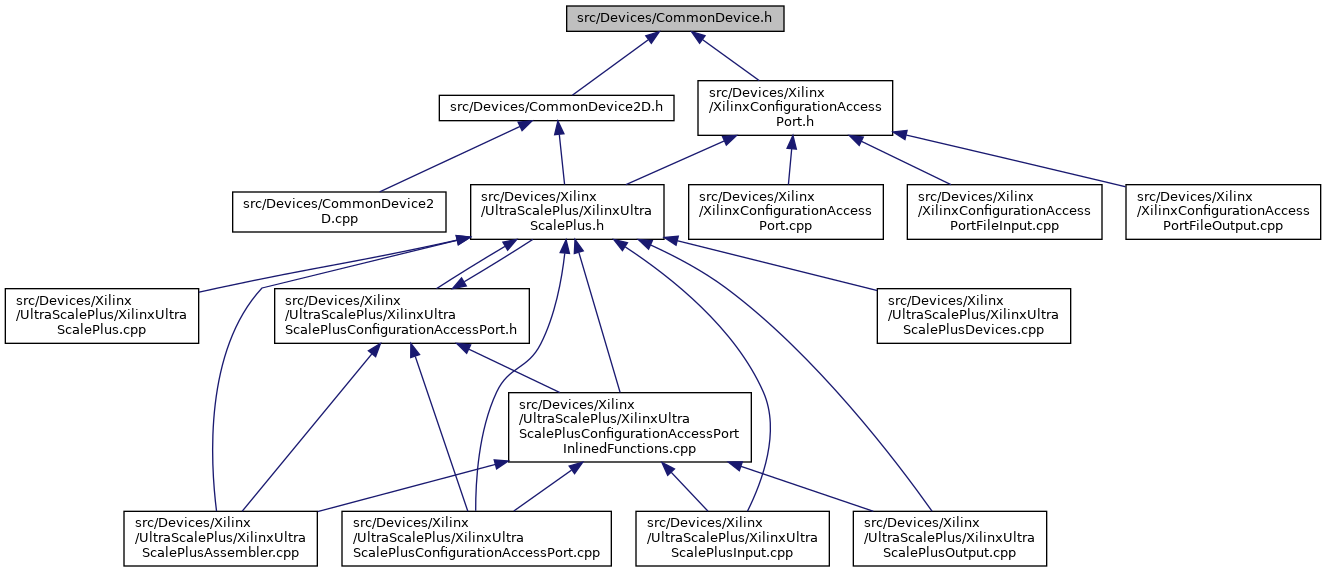 src/Devices/CommonDevice.h
src/Devices/CommonDevice2D.h
src/Devices/Xilinx
/XilinxConfigurationAccess
Port.h
src/Devices/CommonDevice2
D.cpp
src/Devices/Xilinx
/UltraScalePlus/XilinxUltra
ScalePlus.h
src/Devices/Xilinx
/XilinxConfigurationAccess
Port.cpp
src/Devices/Xilinx
/XilinxConfigurationAccess
PortFileInput.cpp
src/Devices/Xilinx
/XilinxConfigurationAccess
PortFileOutput.cpp
src/Devices/Xilinx
/UltraScalePlus/XilinxUltra
ScalePlus.cpp
src/Devices/Xilinx
/UltraScalePlus/XilinxUltra
ScalePlusConfigurationAccessPort.h
src/Devices/Xilinx
/UltraScalePlus/XilinxUltra
ScalePlusDevices.cpp
src/Devices/Xilinx
/UltraScalePlus/XilinxUltra
ScalePlusConfigurationAccessPort
InlinedFunctions.cpp
src/Devices/Xilinx
/UltraScalePlus/XilinxUltra
ScalePlusAssembler.cpp
src/Devices/Xilinx
/UltraScalePlus/XilinxUltra
ScalePlusConfigurationAccessPort.cpp
src/Devices/Xilinx
/UltraScalePlus/XilinxUltra
ScalePlusInput.cpp
src/Devices/Xilinx
/UltraScalePlus/XilinxUltra
ScalePlusOutput.cpp